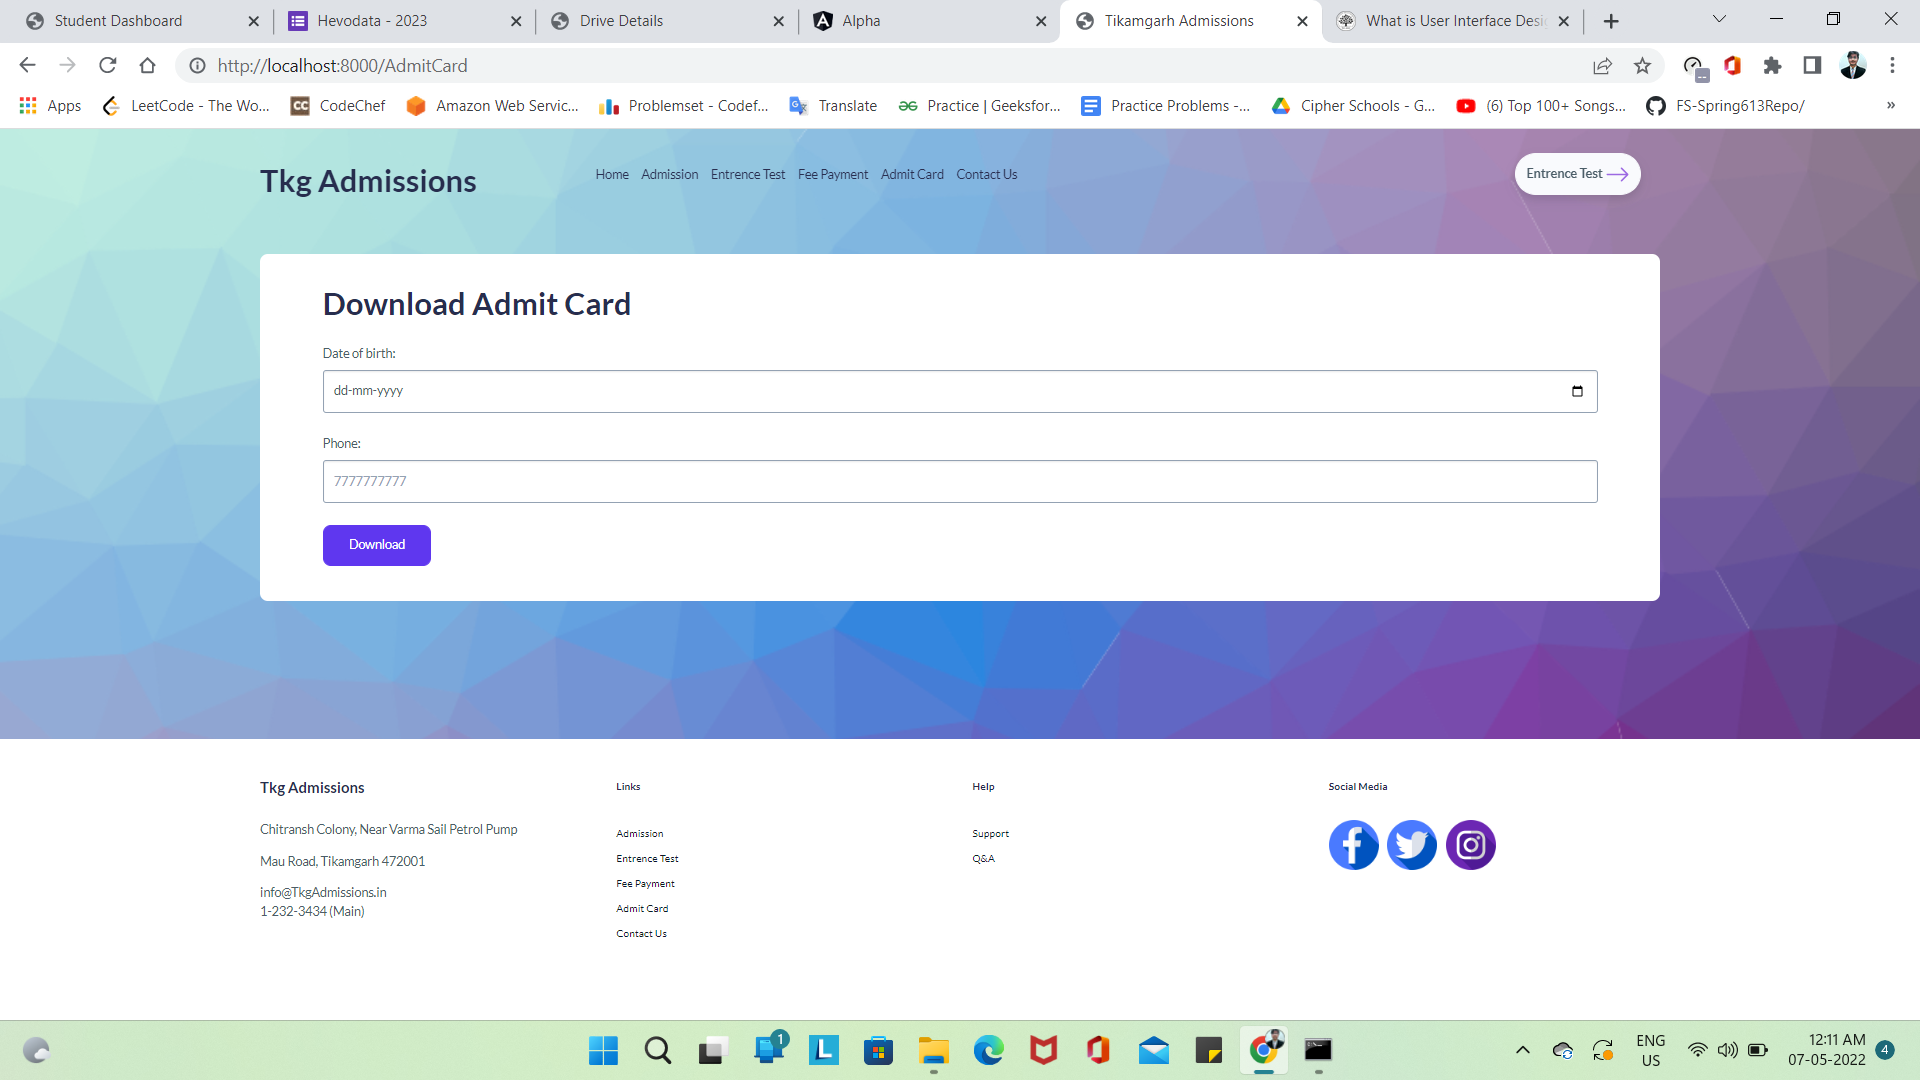 Student Dashboard
Hevodata - 2023
Drive Details
Alpha
Tikamgarh Admissions
What is User Interface Desi
http://localhost:8000/AdmitCard
Apps
LeetCode - The Wo...
CodeChef
Amazon Web Servic...
Problemset - Codef...
Translate
Practice | Geeksfor...
Practice Problems -...
Cipher Schools - G...
(6) Top 100+ Songs...
FS-Spring613Repo/
»
Tkg Admissions
Home
Admission
Entrence Test
Fee Payment
Admit Card
Contact Us
Entrence Test
Download Admit Card
Date of birth:
dd-mm-yyyy
Phone:
7777777777
Download
Tkg Admissions
Chitransh Colony, Near Varma Sail Petrol Pump
Mau Road, Tikamgarh 472001
info@TkgAdmissions.in
1-232-3434 (Main)
Links
Admission
Entrence Test
Fee Payment
Admit Card
Contact Us
Help
Support
Q&A
Social Media
1
L
ENG
US
12:11 AM
07-05-2022
4